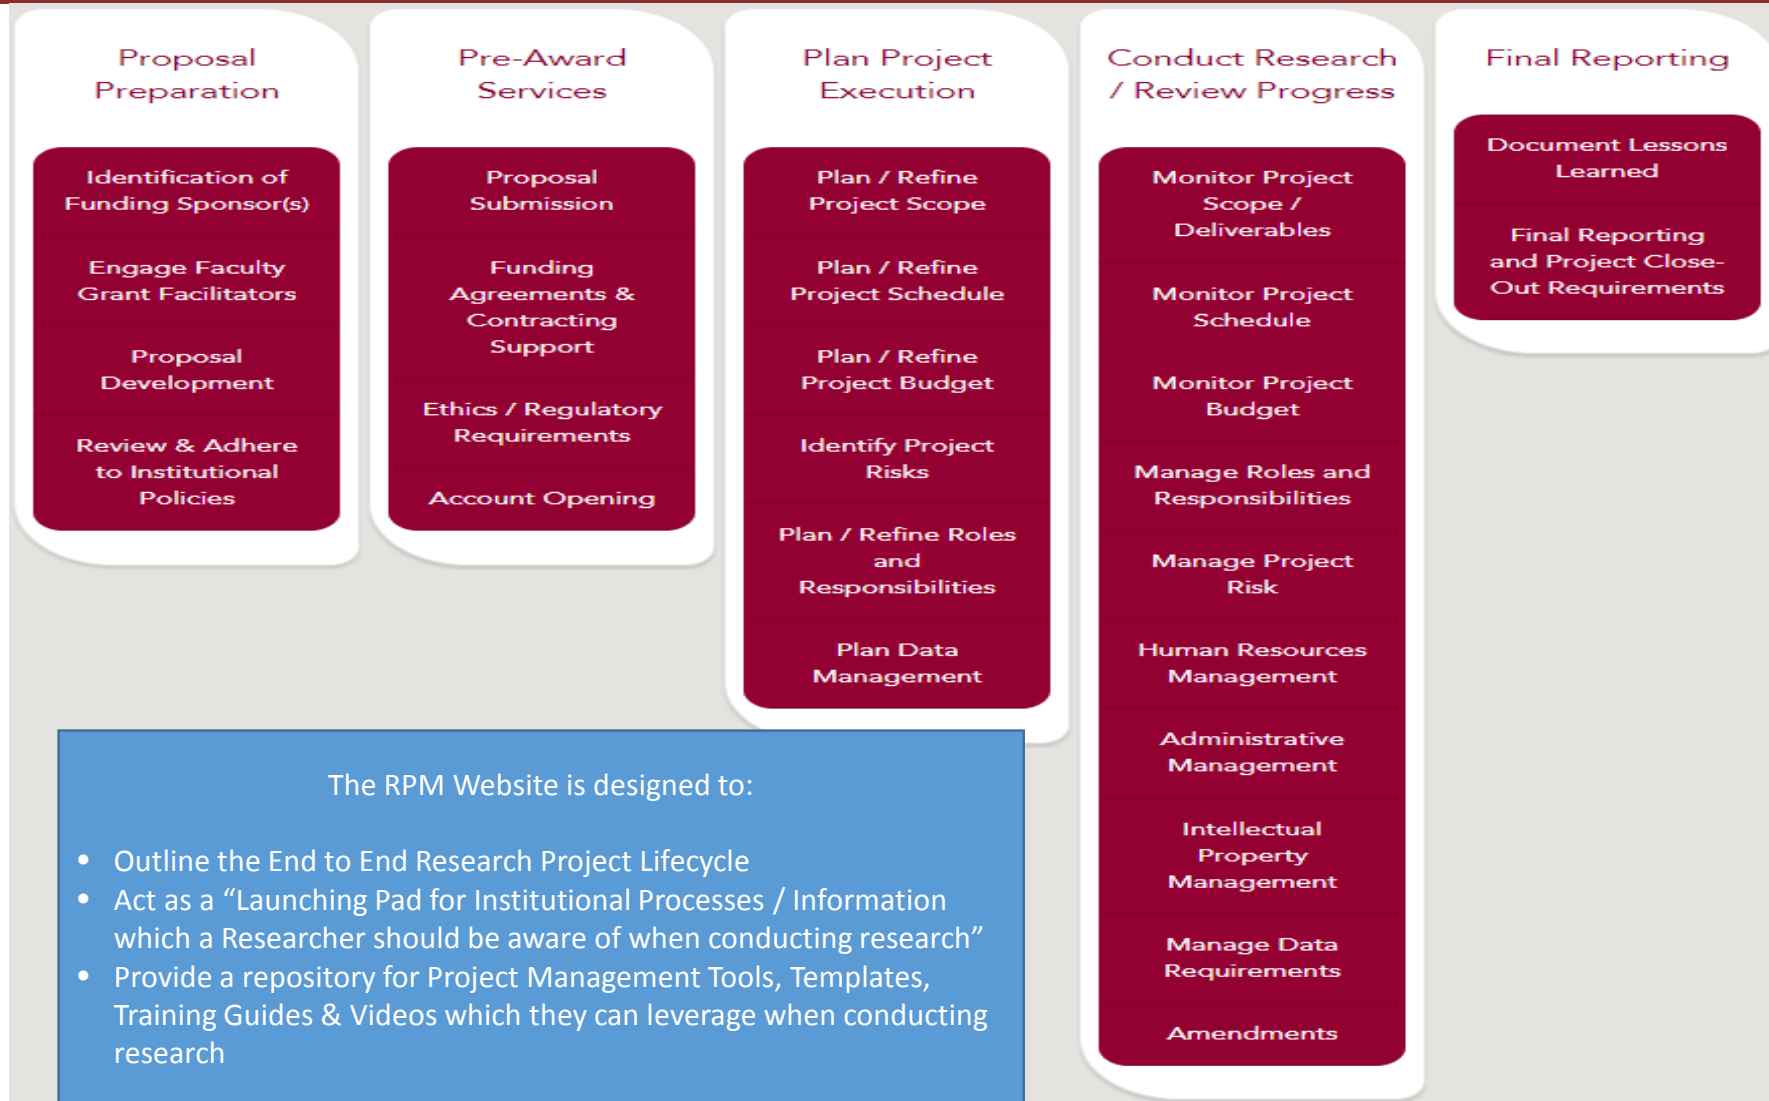 Proposal
Preparation
Identification of
Funding Sponsor(s)
Engage Faculty
Grant Facilitators
Proposal
Development
Review & Adhere
to Institutional
Policies
Pre-Award
Services
Proposal
Submission
Funding
Agreements &
Contracting
Support
Ethics / Regulatory
Requirements
Account Opening
Plan Project
Execution
Plan / Refine
Project Scope
Plan / Refine
Project Schedule
Plan / Refine
Project Budget
Identify Project
Risks
Plan / Refine Roles
and
Responsibilities
Plan Data
Management
Conduct Research
/ Review Progress
Monitor Project
Scope /
Deliverables
Monitor Project
Schedule
Monitor Project
Budget
Manage Roles and
Responsibilities
Manage Project
Risk
Human Resources
Management
Administrative
Management
Intellectual
Property
Management
Manage Data
Requirements
Amendments
Final Reporting
Document Lessons
Learned
Final Reporting
and Project Close-
Out Requirements
The RPM Website is designed to:
• Outline the End to End Research Project Lifecycle
• Act as a “Launching Pad for Institutional Processes / Information
which a Researcher should be aware of when conducting research”
• Provide a repository for Project Management Tools, Templates,
Training Guides & Videos which they can leverage when conducting
research